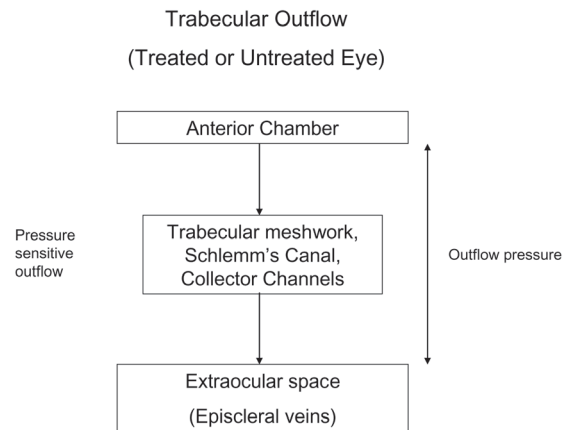 Trabecular Outflow
(Treated or Untreated Eye)
Anterior Chamber
Pressure
sensitive
outflow
Trabecular meshwork,
Schlemm's Canal,
Collector Channels
Outflow pressure
Extraocular space
(Episcleral veins)